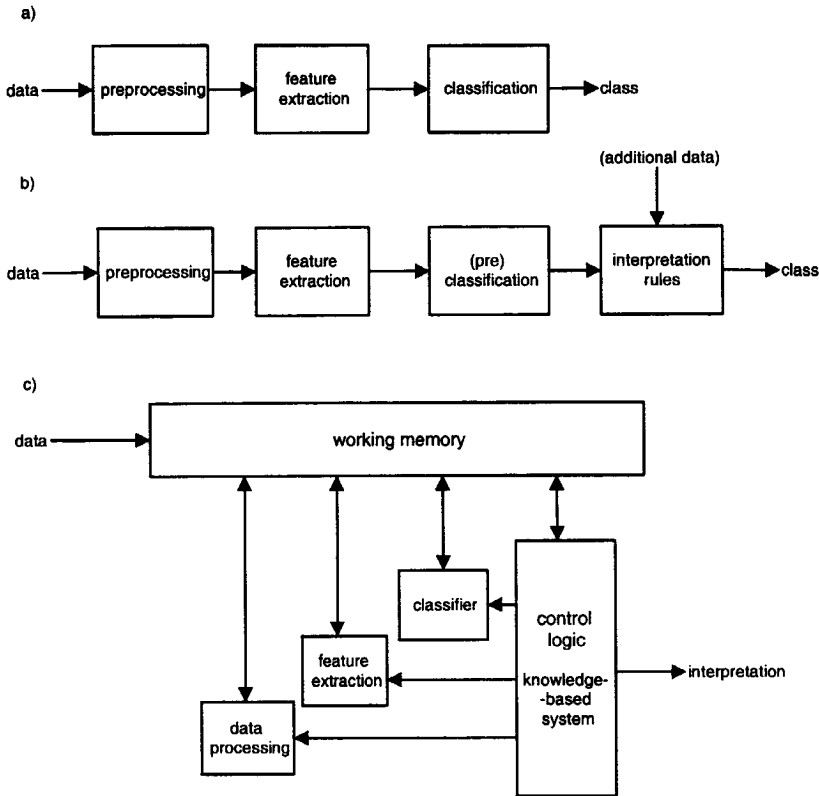 a)
data
preprocessing
feature
extraction
classification
class
(additional data)
b)
data
preprocessing
feature
extraction
(pre)
classification
interpretation
rules
class
c)
data
working memory
classifier
control
logic
feature
extraction
interpretation
knowledge-
-based
system
data
processing